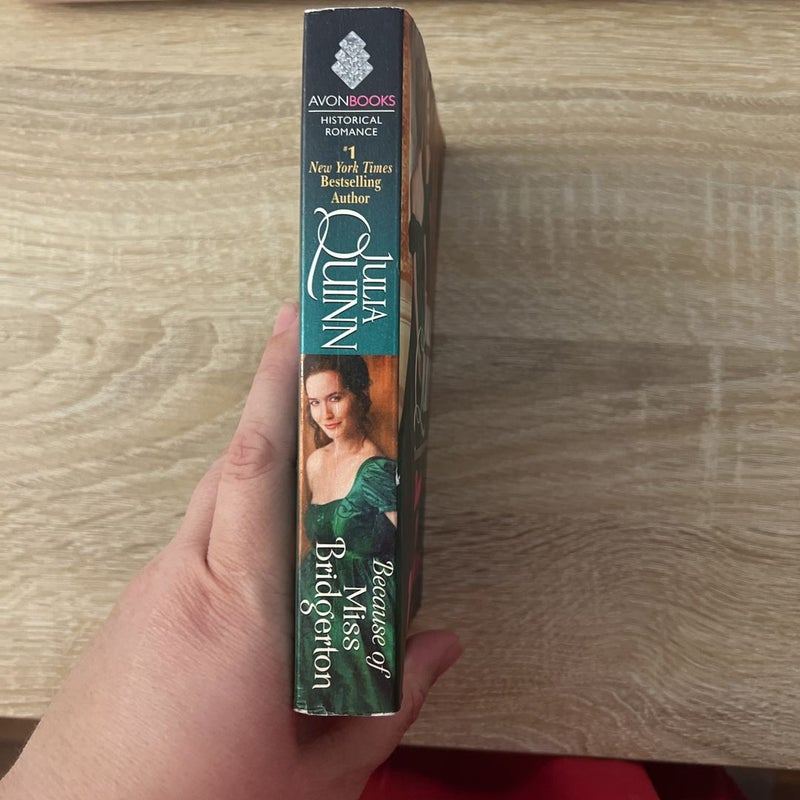 AVONBOOKS
HISTORICAL
ROMANCE
#1
New York Times
Bestselling
Author
JULIA
QUINN
Because of
Miss
Bridgerton